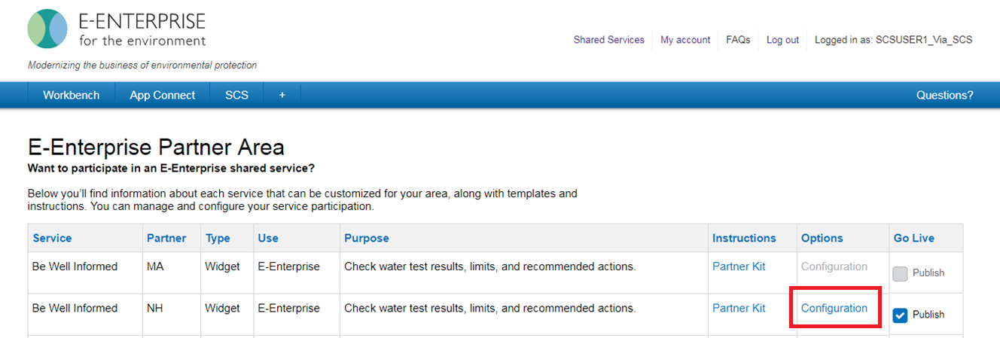 E-ENTERPRISE
for the environment
Modernizing the business of environmental protection
Shared Services My account FAQs Log out Logged in as: SCSUSER1_Via_SCS
Workbench App Connect SCS + Questions?
E-Enterprise Partner Area
Want to participate in an E-Enterprise shared service?
Below you'll find information about each service that can be customized for your area, along with templates and
instructions. You can manage and configure your service participation.
Service Partner Type Use Purpose Instructions Options Go Live
Be Well Informed MA Widget E-Enterprise Check water test results, limits, and recommended actions. Partner Kit Configuration Publish
Be Well Informed NH Widget E-Enterprise Check water test results, limits, and recommended actions. Partner Kit Configuration Publish